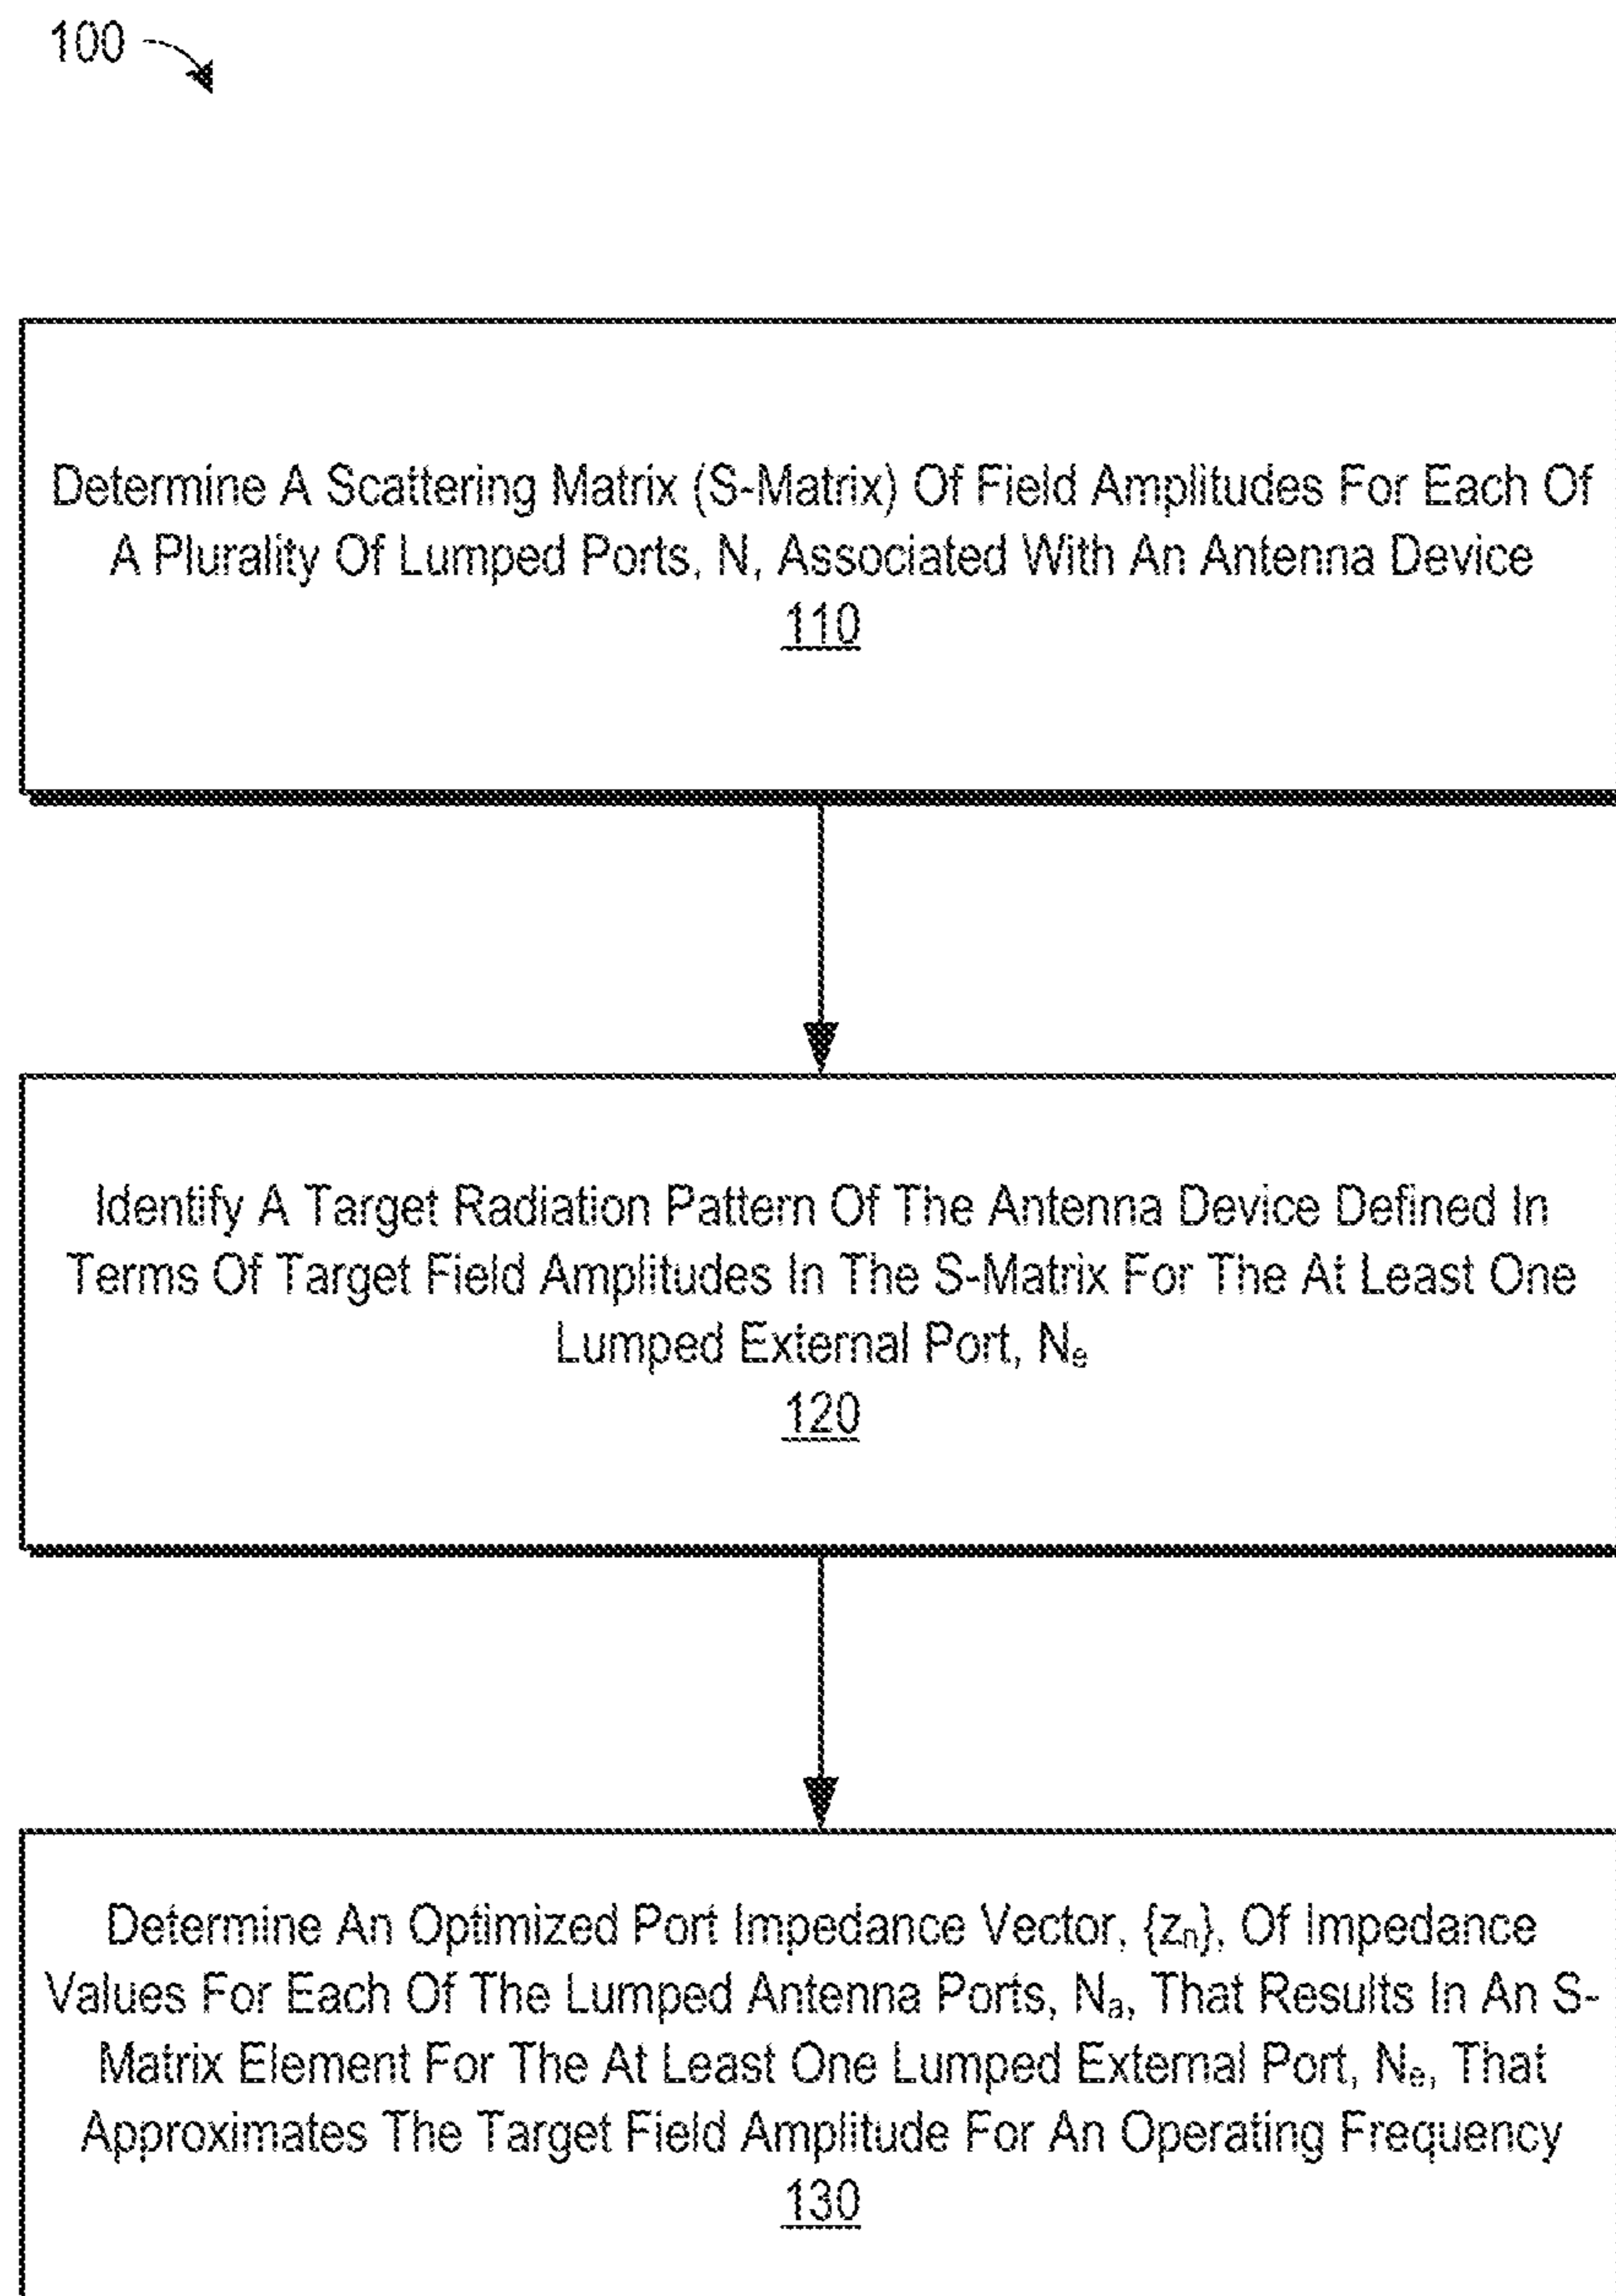 100
Determine A Scattering Matrix (S-Matrix) Of Field Amplitudes For Each Of
A Plurality Of Lumped Ports, N, Associated With An Antenna Device
110
Identify A Target Radiation Pattern Of The Antenna Device Defined In
Terms Of Target Field Amplitudes In The S-Matrix For The At Least One
Lumped External Port, Nₑ
120
Determine An Optimized Port Impedance Vector, {zₙ}, Of Impedance
Values For Each Of The Lumped Antenna Ports, Nₐ, That Results In An S-
Matrix Element For The At Least One Lumped External Port, Nₑ, That
Approximates The Target Field Amplitude For An Operating Frequency
130